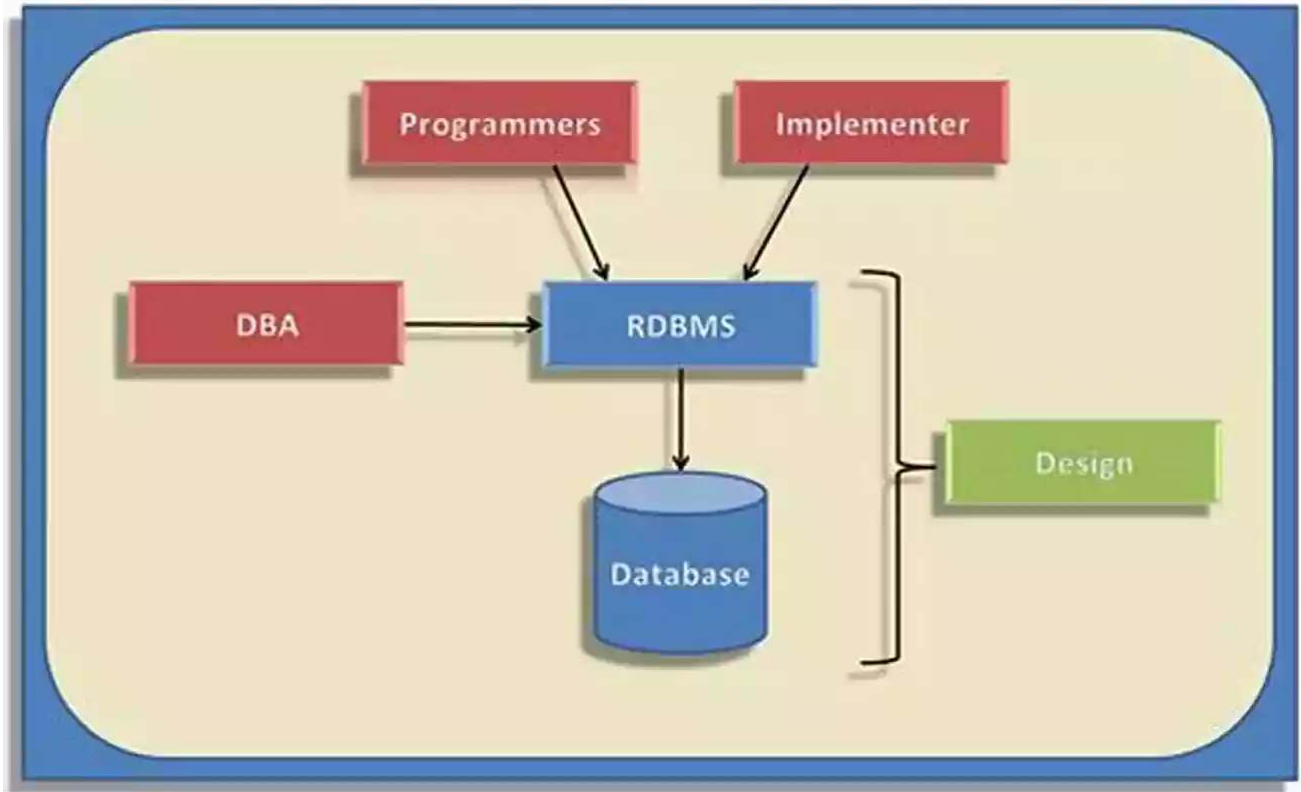 Programmers
Implementer
DBA
RDBMS
Design
Database